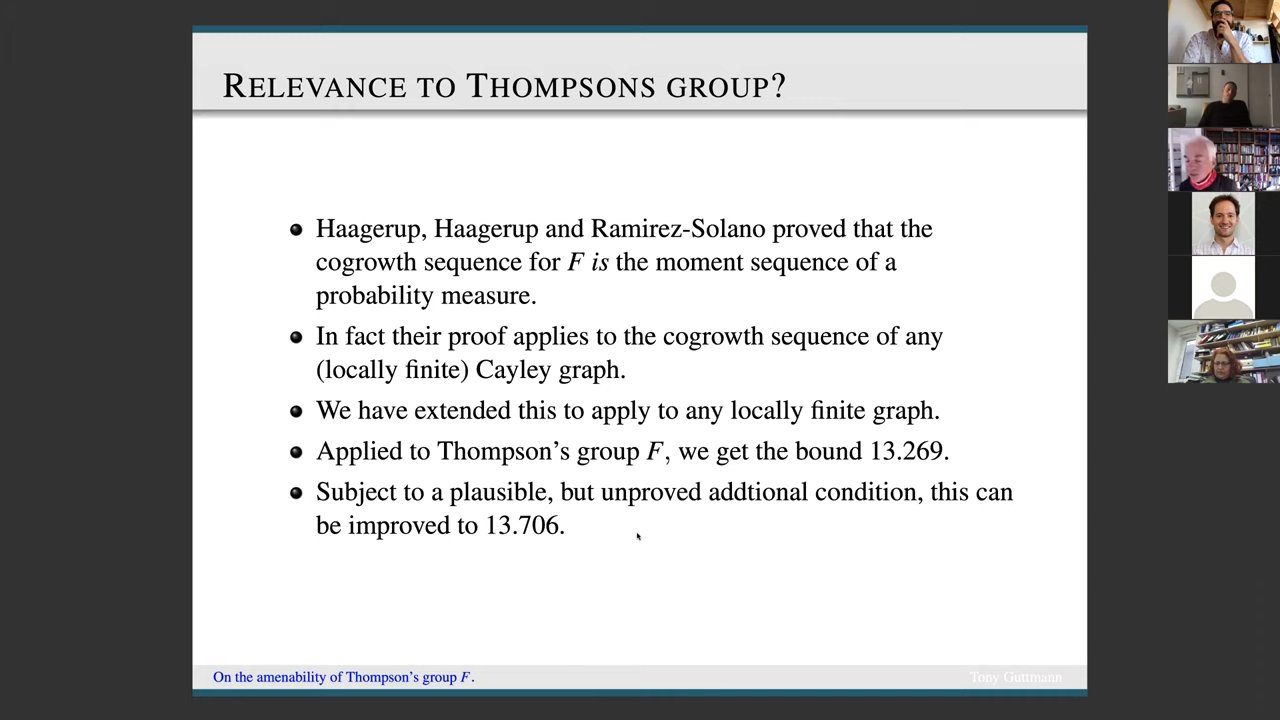 RELEVANCE TO THOMPSONS GROUP?
Haagerup, Haagerup and Ramirez-Solano proved that the
cogrowth sequence for F is the moment sequence of a
probability measure.
In fact their proof applies to the cogrowth sequence of any
(locally finite) Cayley graph.
We have extended this to apply to any locally finite graph.
Applied to Thompson's group F, we get the bound 13.269.
Subject to a plausible, but unproved addtional condition, this can
be improved to 13.706.
On the amenability of Thompson's group F.
Tony Guttmann